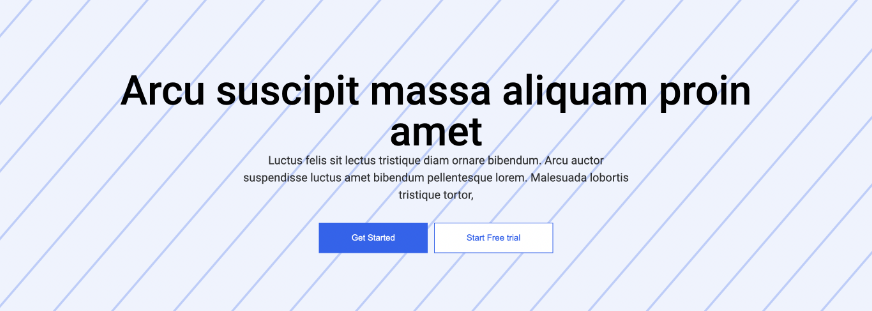 Arcu suscipit massa aliquam proin
amet
Luctus felis sit lectus tristique diam ornare bibendum. Arcu auctor
suspendisse luctus amet bibendum pellentesque lorem. Malesuada lobortis
tristique tortor,
Get Started
Start Free trial